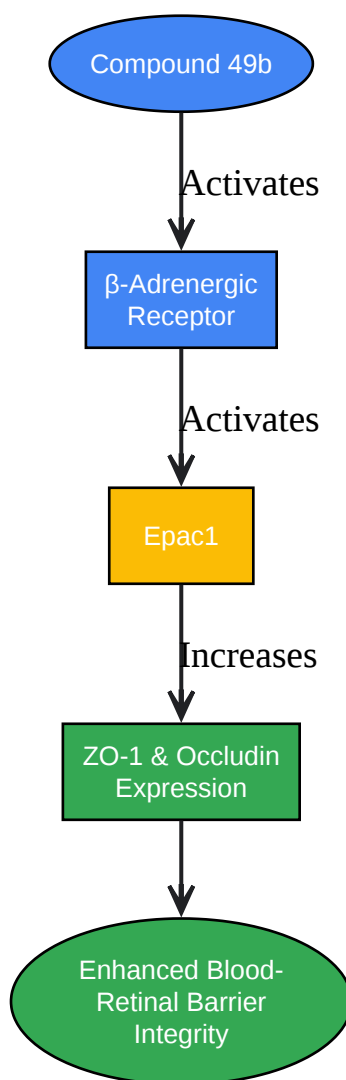 Compound 49b
Activates
β-Adrenergic
Receptor
Activates
Epac1
Increases
ZO-1 & Occludin
Expression
Enhanced Blood-
Retinal Barrier
Integrity